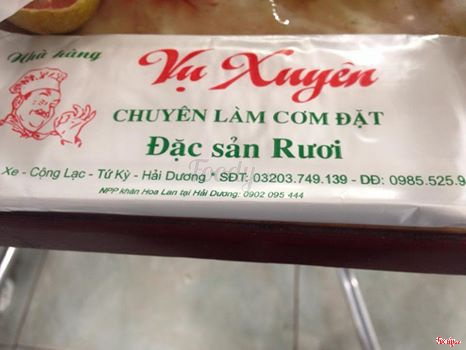 Nhà hàng
Vụ Xuyên
CHUYÊN LÀM CƠM ĐẶT
Đặc sản Rươi
Xe - Cộng Lạc - Tứ Kỳ - Hải Dương * SĐT: 03203.749.139 - DĐ: 0985.525.9
NPP khăn Hoa Lan tại Hải Dương: 0902 095 444
Foody